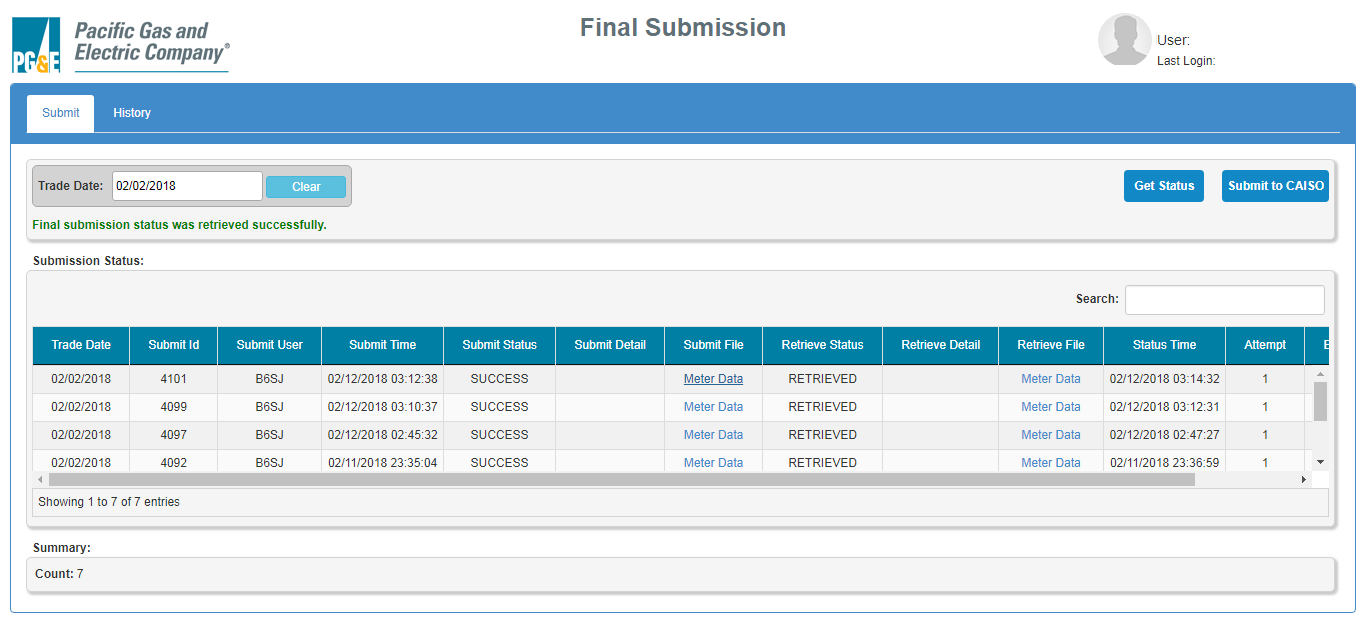 PG&E Pacific Gas and
Electric Company®
Final Submission
User:
Last Login:
Submit History
Trade Date: 02/02/2018 Clear Get Status Submit to CAISO
Final submission status was retrieved successfully.
Submission Status:
Search:
Trade Date Submit Id Submit User Submit Time Submit Status Submit Detail Submit File Retrieve Status Retrieve Detail Retrieve File Status Time Attempt
02/02/2018 4101 B6SJ 02/12/2018 03:12:38 SUCCESS Meter Data RETRIEVED Meter Data 02/12/2018 03:14:32 1
02/02/2018 4099 B6SJ 02/12/2018 03:10:37 SUCCESS Meter Data RETRIEVED Meter Data 02/12/2018 03:12:31 1
02/02/2018 4097 B6SJ 02/12/2018 02:45:32 SUCCESS Meter Data RETRIEVED Meter Data 02/12/2018 02:47:27 1
02/02/2018 4092 B6SJ 02/11/2018 23:35:04 SUCCESS Meter Data RETRIEVED Meter Data 02/11/2018 23:36:59 1
Showing 1 to 7 of 7 entries
Summary:
Count: 7